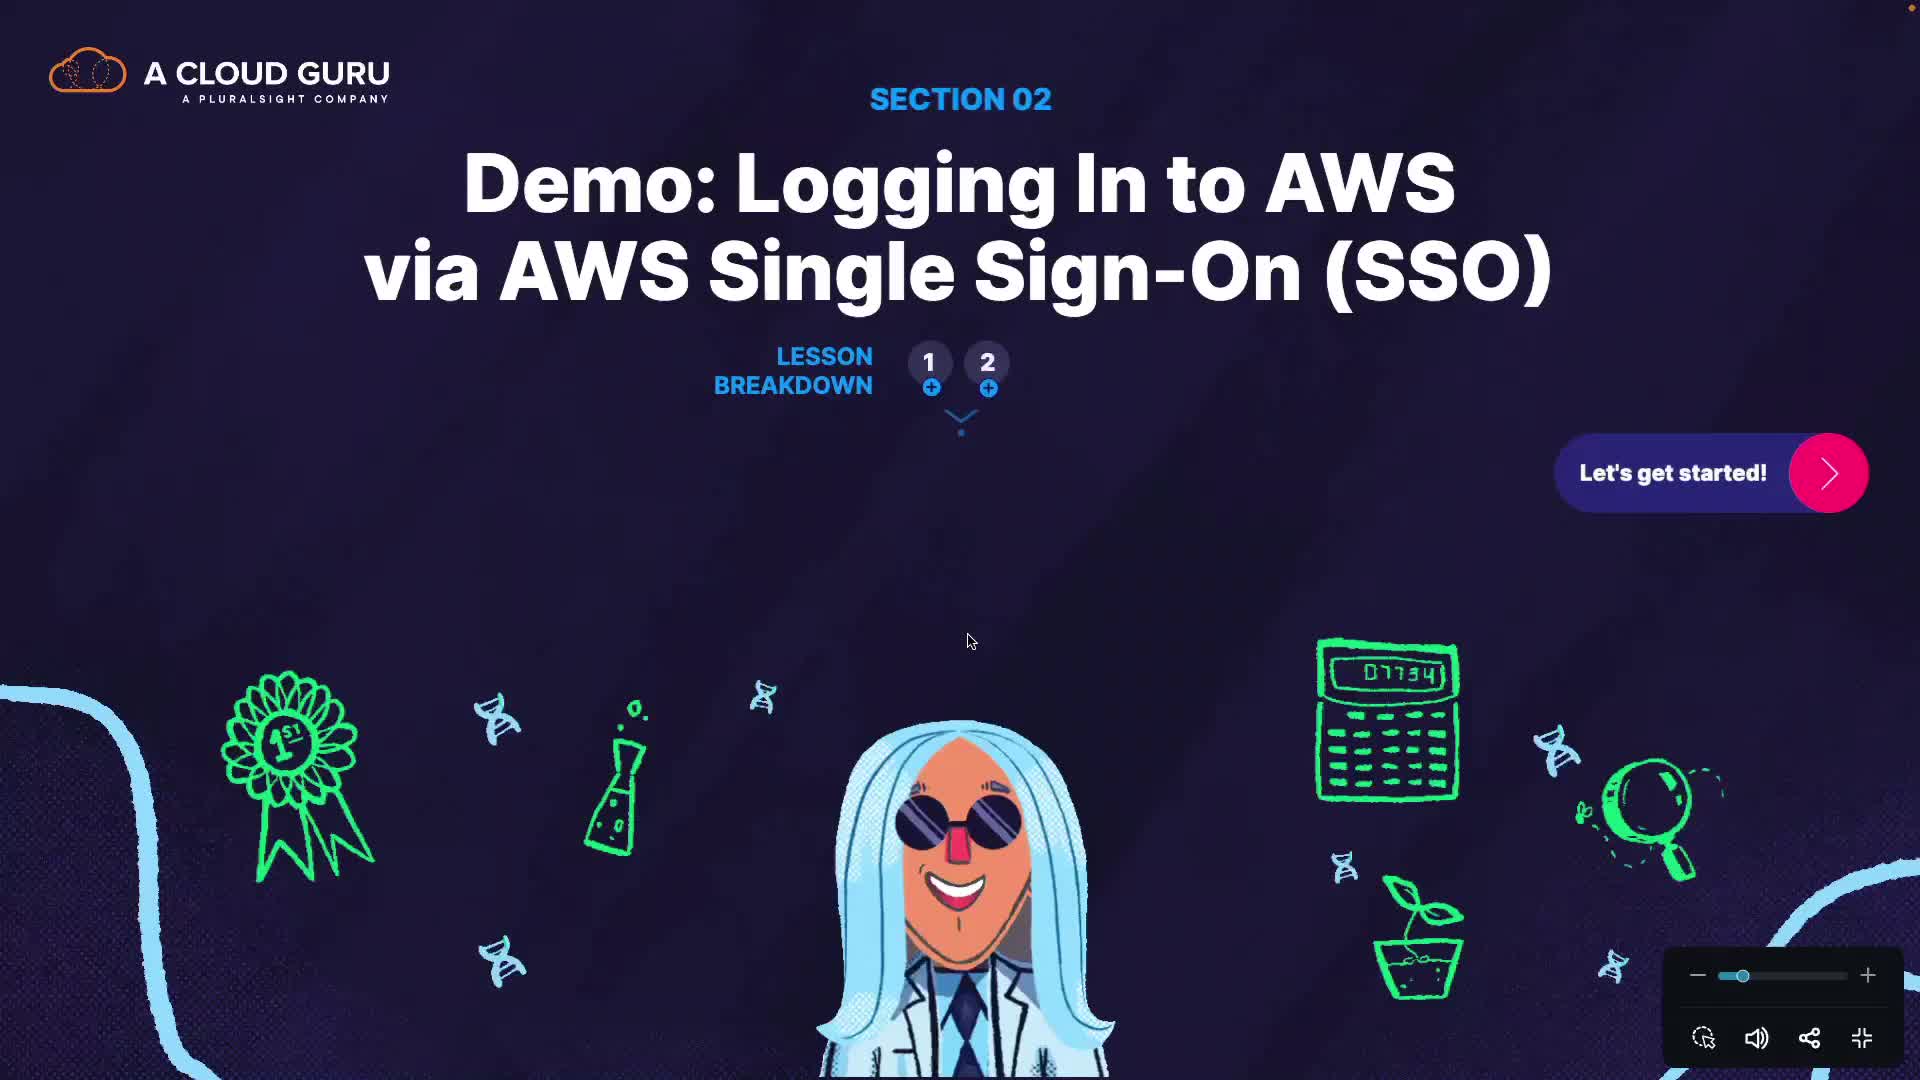 A CLOUD GURU
A PLURALSIGHT COMPANY
SECTION 02
Demo: Logging In to AWS
via AWS Single Sign-On (SSO)
LESSON
BREAKDOWN
1 2
Let's get started!
1ST
07734